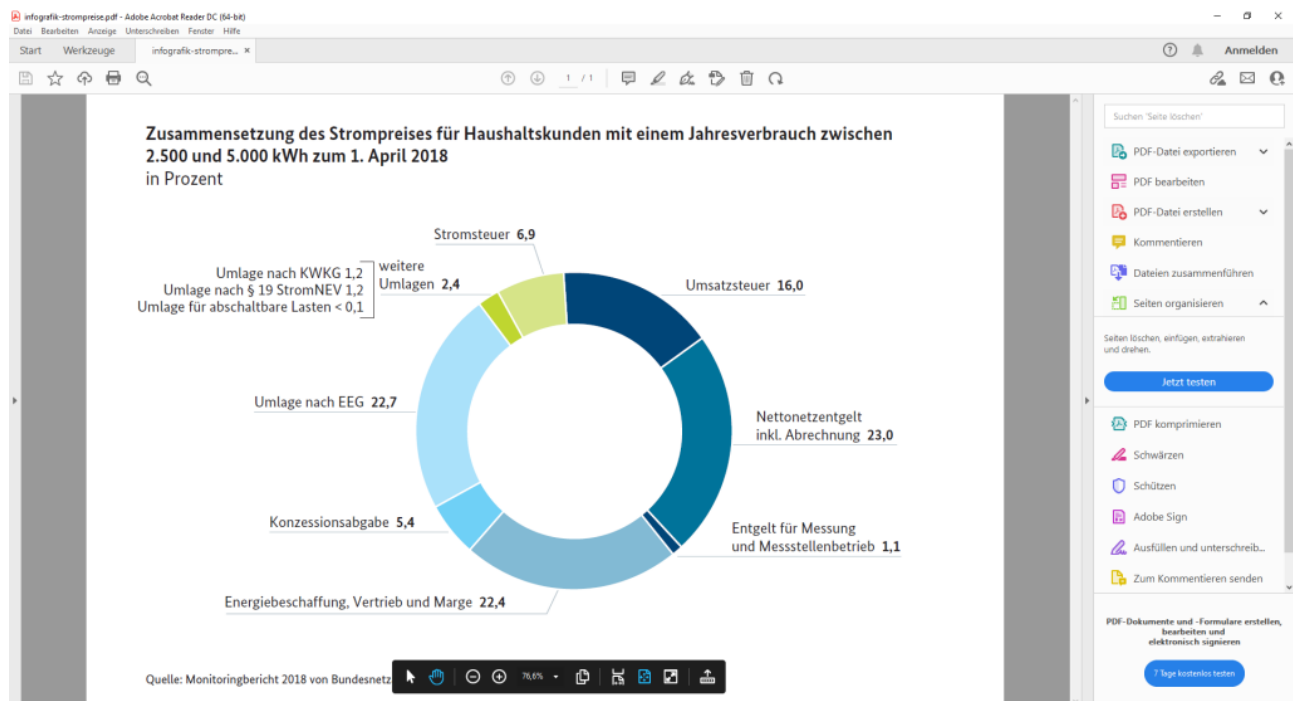 infografik-strompreise.pdf - Adobe Acrobat Reader DC (64-bit)
Datei Bearbeiten Anzeige Unterschreiben Fenster Hilfe
Start Werkzeuge infografik-strompre... × Anmelden
1 / 1
Zusammensetzung des Strompreises für Haushaltskunden mit einem Jahresverbrauch zwischen
2.500 und 5.000 kWh zum 1. April 2018
in Prozent
Stromsteuer 6,9
Umlage nach KWKG 1,2
Umlage nach § 19 StromNEV 1,2
Umlage für abschaltbare Lasten < 0,1
weitere
Umlagen 2,4
Umsatzsteuer 16,0
Umlage nach EEG 22,7
Nettonetzentgelt
inkl. Abrechnung 23,0
Konzessionsabgabe 5,4
Entgelt für Messung
und Messstellenbetrieb 1,1
Energiebeschaffung, Vertrieb und Marge 22,4
Quelle: Monitoringbericht 2018 von Bundesnetz
76,6%
Suchen 'Seite löschen'
PDF-Datei exportieren
PDF bearbeiten
PDF-Datei erstellen
Kommentieren
Dateien zusammenführen
Seiten organisieren
Seiten löschen, einfügen, extrahieren
und drehen.
Jetzt testen
PDF komprimieren
Schwärzen
Schützen
Adobe Sign
Ausfüllen und unterschreib...
Zum Kommentieren senden
PDF-Dokumente und -Formulare erstellen,
bearbeiten und
elektronisch signieren
7 Tage kostenlos testen